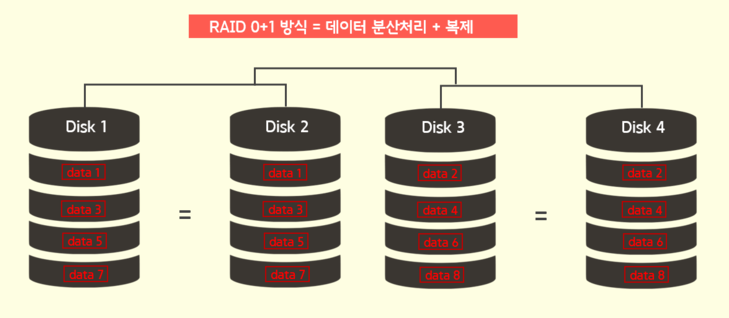 RAID 0+1 방식 = 데이터 분산처리 + 복제
Disk 1 Disk 2 Disk 3 Disk 4
data 1 data 1 data 2 data 2
data 3 data 3 data 4 data 4
= =
data 5 data 5 data 6 data 6
data 7 data 7 data 8 data 8